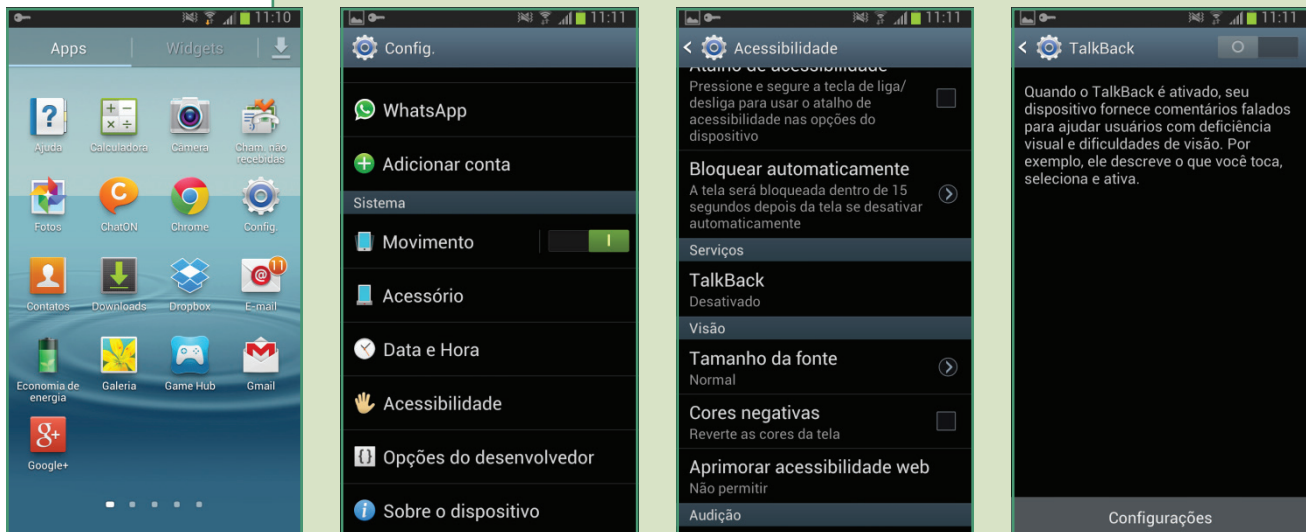 11:10
Apps
Widgets
Ajuda
Calculadora
Câmera
Cham. não
recebidas
Fotos
ChatON
Chrome
Config.
11
Contatos
Downloads
Dropbox
E-mail
Economia de
energia
Galeria
Game Hub
Gmail
Google+
11:11
Config.
WhatsApp
Adicionar conta
Sistema
Movimento
Acessório
Data e Hora
Acessibilidade
Opções do desenvolvedor
Sobre o dispositivo
11:11
Acessibilidade
Atalho de acessibilidade
Pressione e segure a tecla de liga/
desliga para usar o atalho de
acessibilidade nas opções do
dispositivo
Bloquear automaticamente
A tela será bloqueada dentro de 15
segundos depois da tela se desativar
automaticamente
Serviços
TalkBack
Desativado
Visão
Tamanho da fonte
Normal
Cores negativas
Reverte as cores da tela
Aprimorar acessibilidade web
Não permitir
Audição
11:11
TalkBack
Quando o TalkBack é ativado, seu
dispositivo fornece comentários falados
para ajudar usuários com deficiência
visual e dificuldades de visão. Por
exemplo, ele descreve o que você toca,
seleciona e ativa.
Configurações